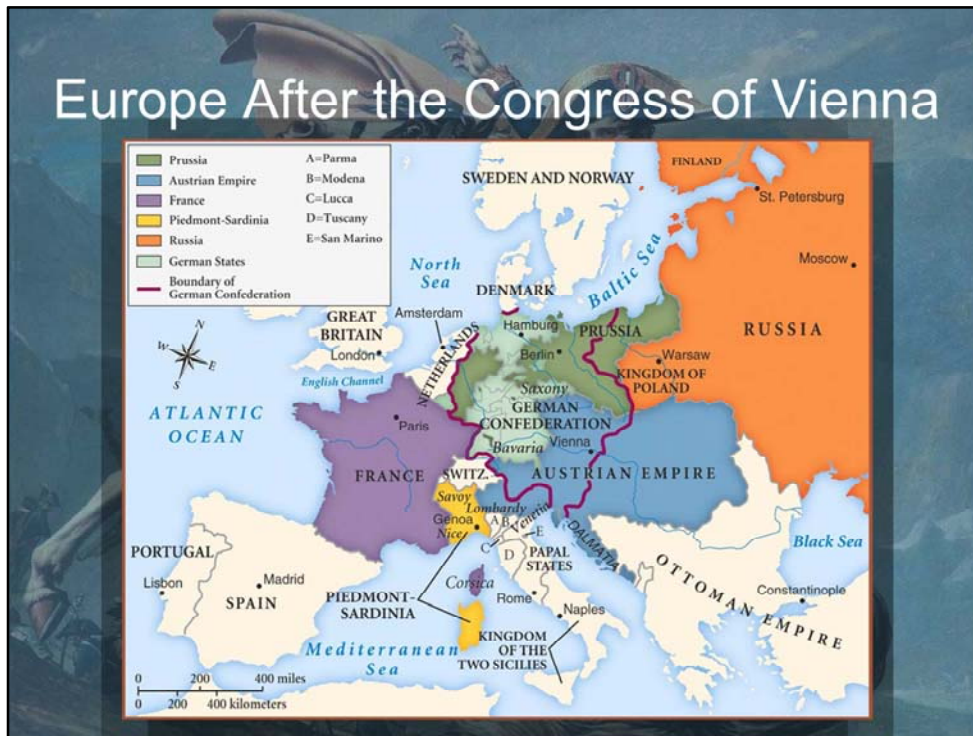 Europe After the Congress of Vienna
Prussia
Austrian Empire
France
Piedmont-Sardinia
Russia
German States
Boundary of
German Confederation
A=Parma
B=Modena
C=Lucca
D=Tuscany
E=San Marino
FINLAND
SWEDEN AND NORWAY
St. Petersburg
Moscow
North
Sea
DENMARK
Baltic Sea
GREAT
BRITAIN
Amsterdam
Hamburg
PRUSSIA
RUSSIA
N
W
E
S
London
NETHERLANDS
Berlin
Warsaw
KINGDOM OF
POLAND
English Channel
Saxony
ATLANTIC
OCEAN
Paris
GERMAN
CONFEDERATION
Bavaria
Vienna
FRANCE
SWITZ.
AUSTRIAN EMPIRE
Savoy
Lombardy
Venetia
Genoa
Nice
A
B
C
D
E
DALMATIA
Black Sea
PORTUGAL
PAPAL
STATES
OTTOMAN EMPIRE
Lisbon
Madrid
SPAIN
Corsica
PIEDMONT-
SARDINIA
Rome
Naples
Constantinople
Mediterranean
Sea
KINGDOM
OF THE
TWO SICILIES
0 200 400 miles
0 200 400 kilometers